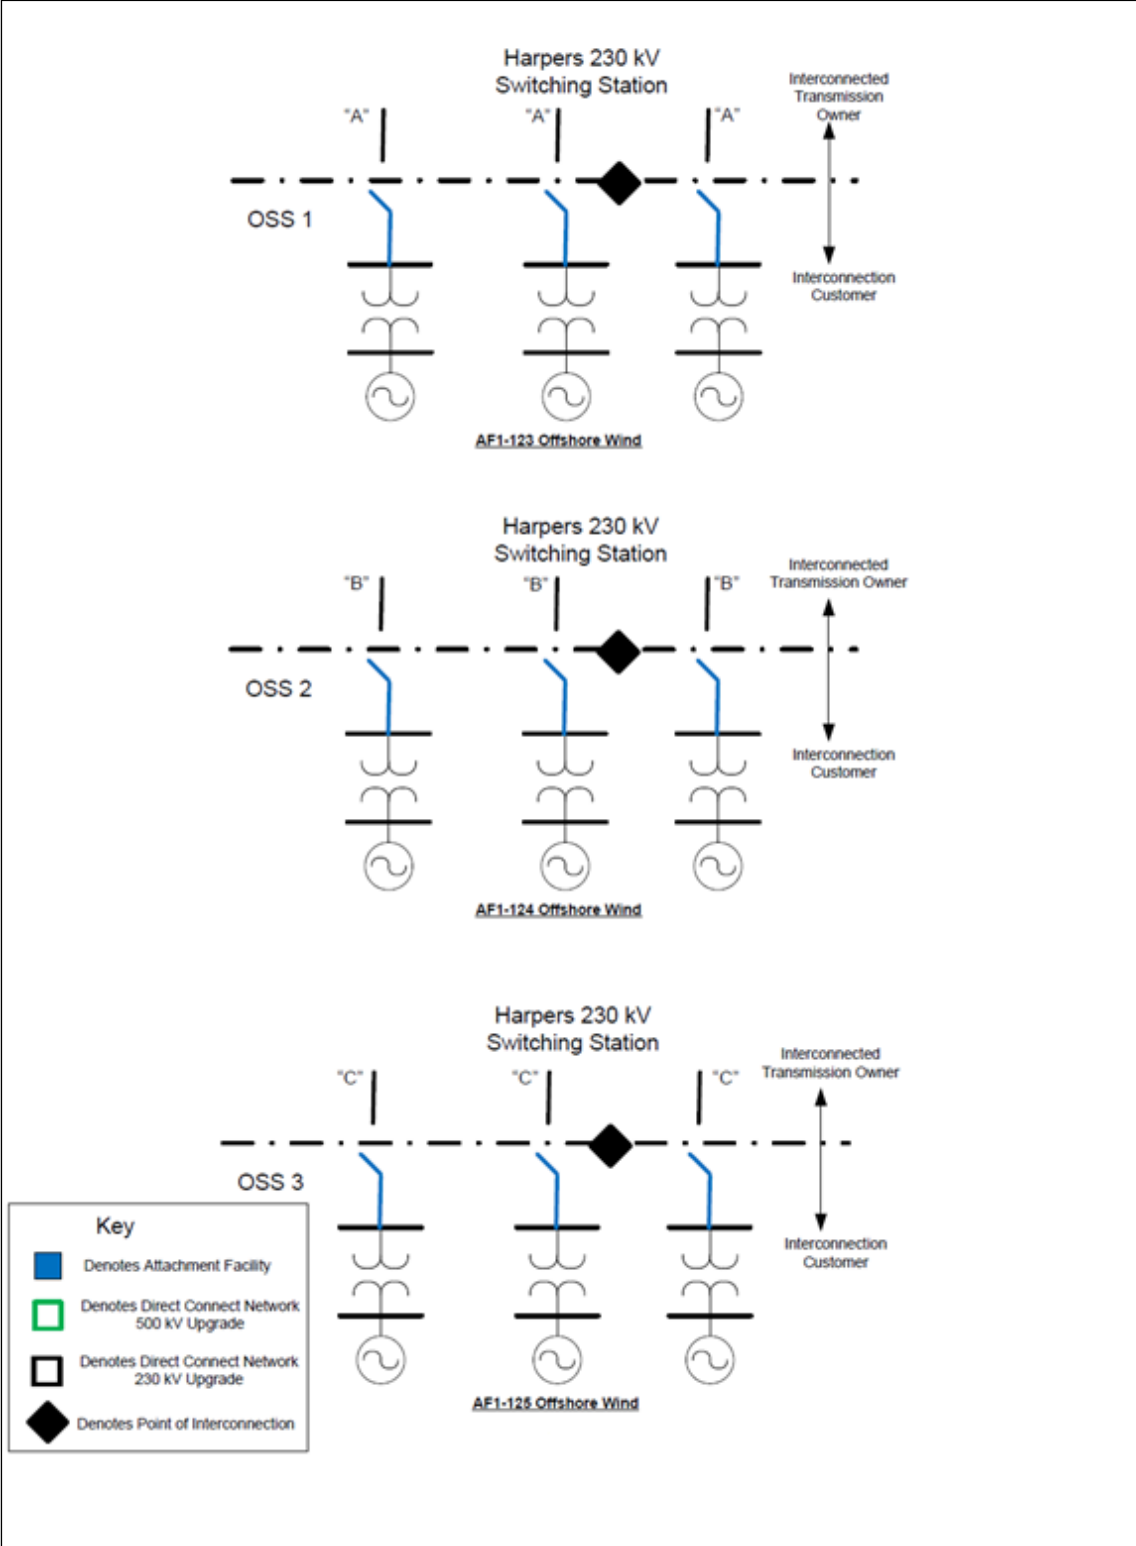 Harpers 230 kV
Switching Station
Interconnected
Transmission
Owner
"A"
"A"
"A"
OSS 1
Interconnection
Customer
AF1-123 Offshore Wind
Harpers 230 kV
Switching Station
Interconnected
Transmission Owner
"B"
"B"
"B"
OSS 2
Interconnection
Customer
AF1-124 Offshore Wind
Harpers 230 kV
Switching Station
Interconnected
Transmission Owner
"C"
"C"
"C"
OSS 3
Interconnection
Customer
AF1-125 Offshore Wind
Key
Denotes Attachment Facility
Denotes Direct Connect Network
500 kV Upgrade
Denotes Direct Connect Network
230 kV Upgrade
Denotes Point of Interconnection